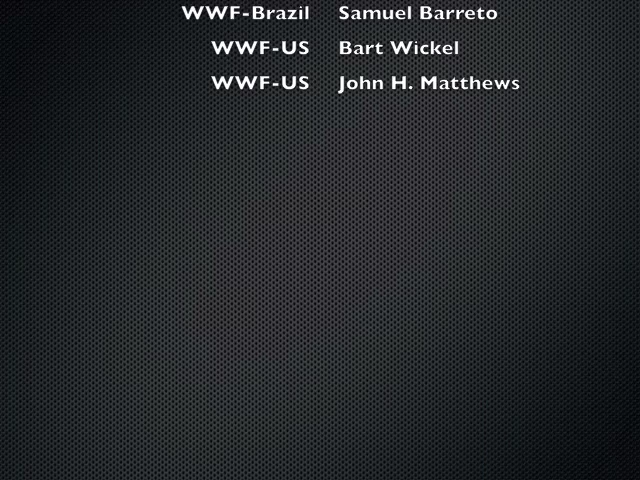 WWF-Brazil Samuel Barreto
WWF-US Bart Wickel
WWF-US John H. Matthews